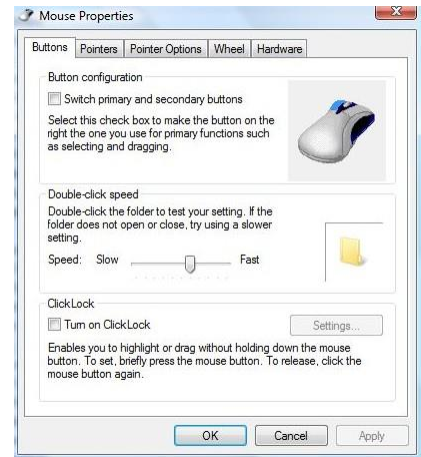 Mouse Properties
Buttons Pointers Pointer Options Wheel Hardware
Button configuration
Switch primary and secondary buttons
Select this check box to make the button on the
right the one you use for primary functions such
as selecting and dragging.
Double-click speed
Double-click the folder to test your setting. If the
folder does not open or close, try using a slower
setting.
Speed: Slow Fast
ClickLock
Turn on ClickLock Settings...
Enables you to highlight or drag without holding down the mouse
button. To set, briefly press the mouse button. To release, click the
mouse button again.
OK Cancel Apply